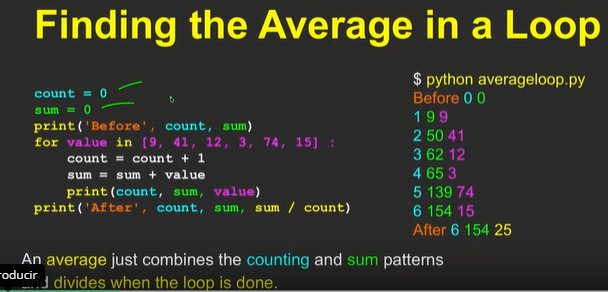 Finding the Average in a Loop
count = 0
sum = 0
print('Before', count, sum)
for value in [9, 41, 12, 3, 74, 15] :
    count = count + 1
    sum = sum + value
    print(count, sum, value)
print('After', count, sum, sum / count)
$ python averageloop.py
Before 0 0
1 9 9
2 50 41
3 62 12
4 65 3
5 139 74
6 154 15
After 6 154 25
An average just combines the counting and sum patterns
roducir
divides when the loop is done.